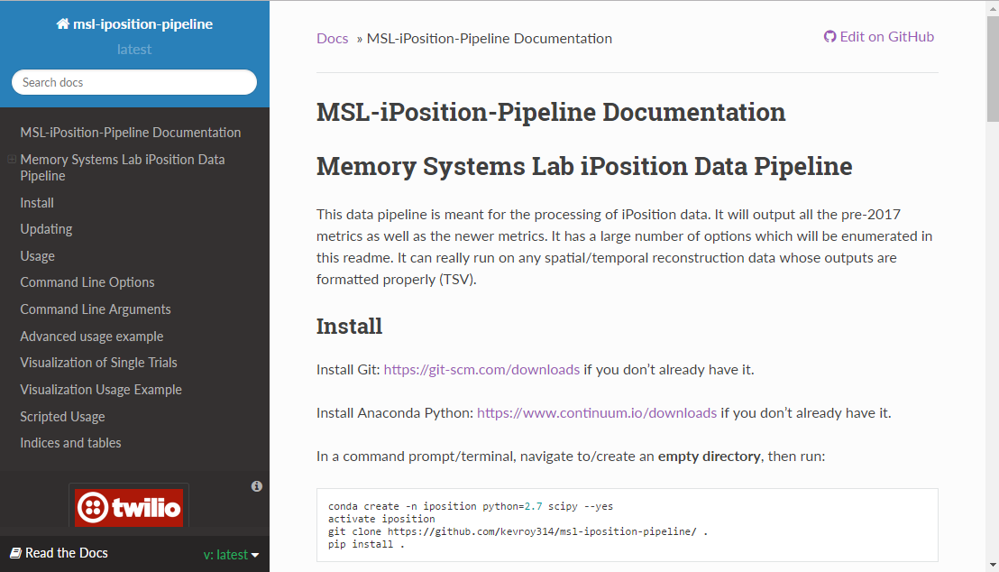 msl-iposition-pipeline
latest
Search docs
MSL-iPosition-Pipeline Documentation
Memory Systems Lab iPosition Data
Pipeline
Install
Updating
Usage
Command Line Options
Command Line Arguments
Advanced usage example
Visualization of Single Trials
Visualization Usage Example
Scripted Usage
Indices and tables
twilio
Read the Docs
v: latest
Docs » MSL-iPosition-Pipeline Documentation
Edit on GitHub
MSL-iPosition-Pipeline Documentation
Memory Systems Lab iPosition Data Pipeline
This data pipeline is meant for the processing of iPosition data. It will output all the pre-2017
metrics as well as the newer metrics. It has a large number of options which will be enumerated in
this readme. It can really run on any spatial/temporal reconstruction data whose outputs are
formatted properly (TSV).
Install
Install Git: https://git-scm.com/downloads if you don’t already have it.
Install Anaconda Python: https://www.continuum.io/downloads if you don’t already have it.
In a command prompt/terminal, navigate to/create an empty directory, then run:
conda create -n iposition python=2.7 scipy --yes
activate iposition
git clone https://github.com/kevroy314/msl-iposition-pipeline/ .
pip install .